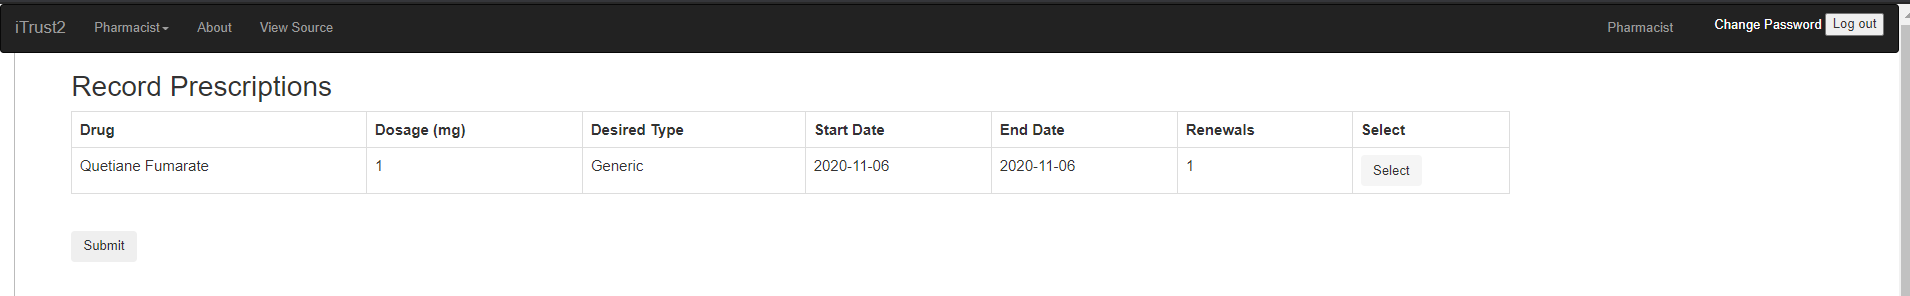 iTrust2 Pharmacist About View Source Pharmacist Change Password Log out
Record Prescriptions
Drug Dosage (mg) Desired Type Start Date End Date Renewals Select
Quetiane Fumarate 1 Generic 2020-11-06 2020-11-06 1 Select
Submit